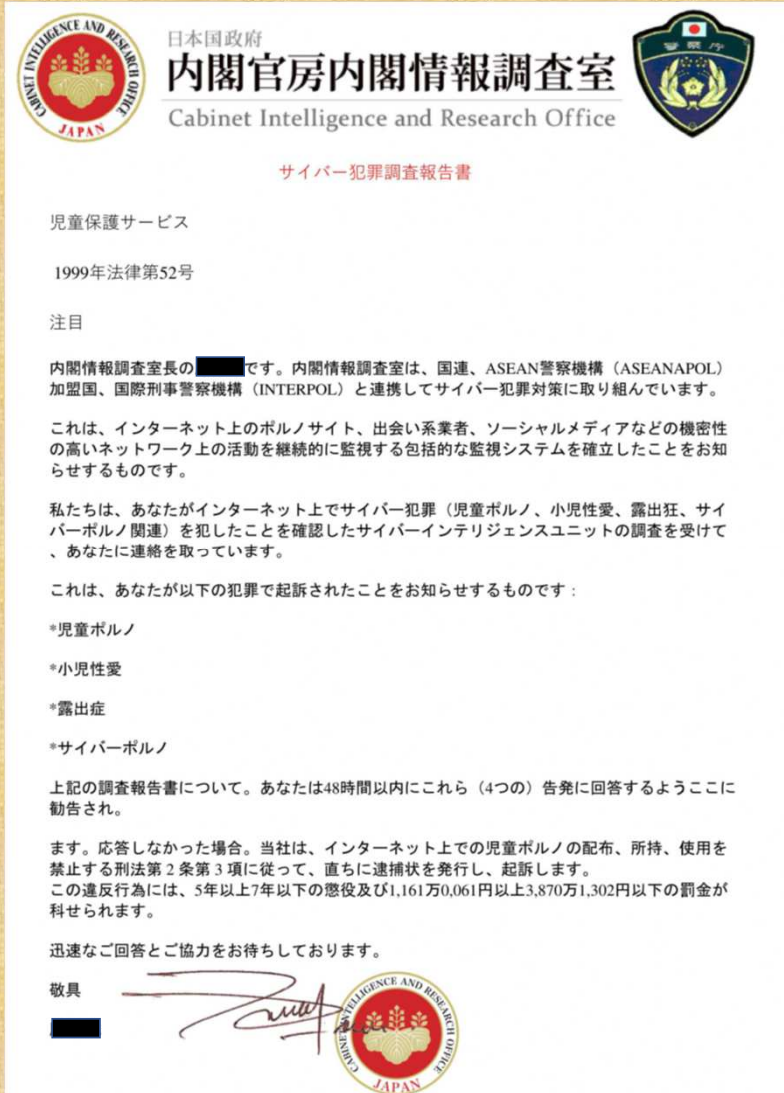 CABINET INTELLIGENCE AND RESEARCH OFFICE
JAPAN
日本国政府
内閣官房内閣情報調査室
Cabinet Intelligence and Research Office
警察庁
サイバー犯罪調査報告書
児童保護サービス
1999年法律第52号
注目
内閣情報調査室長の です。内閣情報調査室は、国連、ASEAN警察機構（ASEANAPOL）
加盟国、国際刑事警察機構（INTERPOL）と連携してサイバー犯罪対策に取り組んでいます。
これは、インターネット上のポルノサイト、出会い系業者、ソーシャルメディアなどの機密性
の高いネットワーク上の活動を継続的に監視する包括的な監視システムを確立したことをお知
らせするものです。
私たちは、あなたがインターネット上でサイバー犯罪（児童ポルノ、小児性愛、露出狂、サイ
バーポルノ関連）を犯したことを確認したサイバーインテリジェンスユニットの調査を受けて
、あなたに連絡を取っています。
これは、あなたが以下の犯罪で起訴されたことをお知らせするものです：
*児童ポルノ
*小児性愛
*露出症
*サイバーポルノ
上記の調査報告書について。あなたは48時間以内にこれら（4つの）告発に回答するようここに
勧告され。
ます。応答しなかった場合。当社は、インターネット上での児童ポルノの配布、所持、使用を
禁止する刑法第２条第３項に従って、直ちに逮捕状を発行し、起訴します。
この違反行為には、5年以上7年以下の懲役及び1,161万0,061円以上3,870万1,302円以下の罰金が
科せられます。
迅速なご回答とご協力をお待ちしております。
敬具
CABINET INTELLIGENCE AND RESEARCH OFFICE
JAPAN